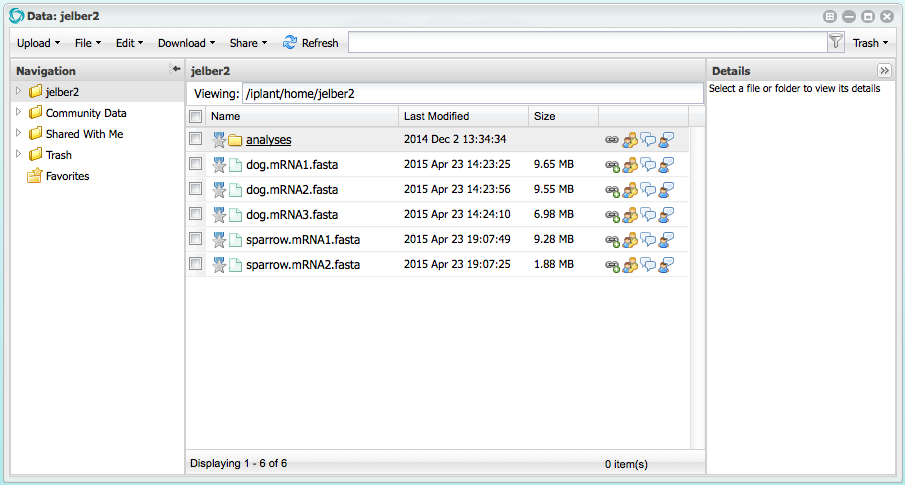 Data: jelber2
Upload File Edit Download Share Refresh Trash
Navigation
jelber2
Community Data
Shared With Me
Trash
Favorites
jelber2
Viewing: /iplant/home/jelber2
Name Last Modified Size
analyses 2014 Dec 2 13:34:34
dog.mRNA1.fasta 2015 Apr 23 14:23:25 9.65 MB
dog.mRNA2.fasta 2015 Apr 23 14:23:56 9.55 MB
dog.mRNA3.fasta 2015 Apr 23 14:24:10 6.98 MB
sparrow.mRNA1.fasta 2015 Apr 23 19:07:49 9.28 MB
sparrow.mRNA2.fasta 2015 Apr 23 19:07:25 1.88 MB
Displaying 1 - 6 of 6 0 item(s)
Details
Select a file or folder to view its details